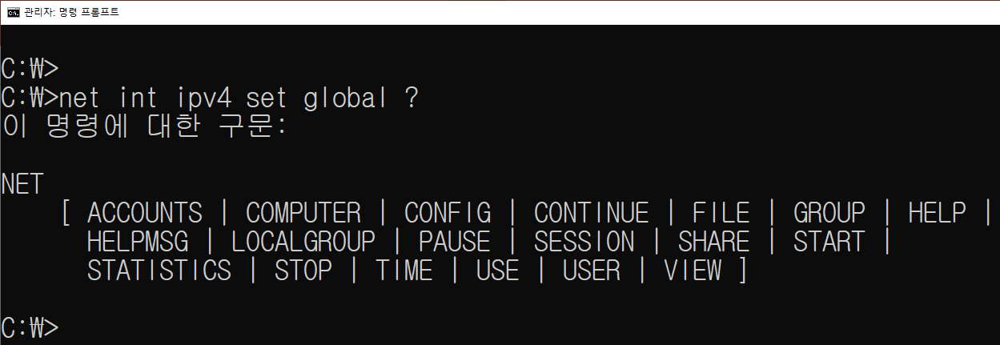 관리자: 명령 프롬프트
C:₩>
C:₩>net int ipv4 set global ?
이 명령에 대한 구문:
NET
[ ACCOUNTS | COMPUTER | CONFIG | CONTINUE | FILE | GROUP | HELP |
HELPMSG | LOCALGROUP | PAUSE | SESSION | SHARE | START |
STATISTICS | STOP | TIME | USE | USER | VIEW ]
C:₩>